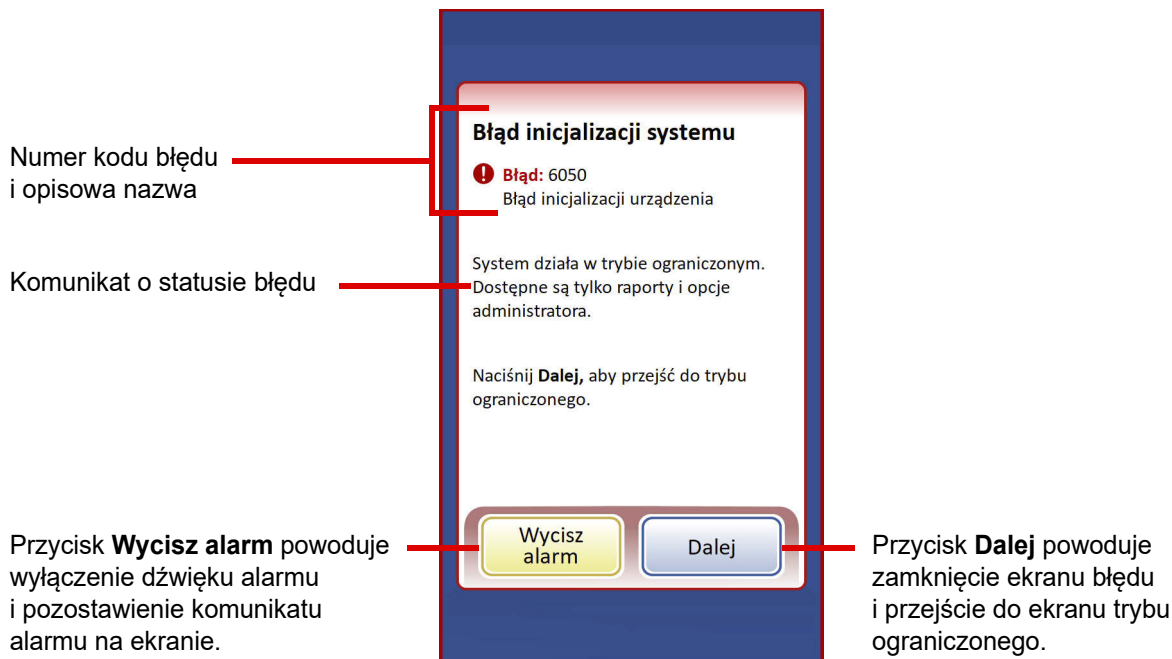 Numer kodu błędu
i opisowa nazwa
Komunikat o statusie błędu
Przycisk Wycisz alarm powoduje
wyłączenie dźwięku alarmu
i pozostawienie komunikatu
alarmu na ekranie.
Błąd inicjalizacji systemu
Błąd: 6050
Błąd inicjalizacji urządzenia
System działa w trybie ograniczonym.
Dostępne są tylko raporty i opcje
administratora.
Naciśnij Dalej, aby przejść do trybu
ograniczonego.
Wycisz
alarm
Dalej
Przycisk Dalej powoduje
zamknięcie ekranu błędu
i przejście do ekranu trybu
ograniczonego.